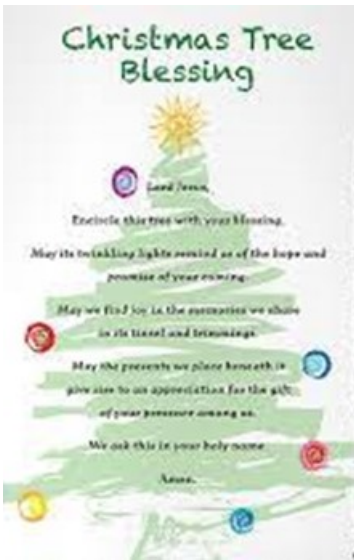 Christmas Tree
Blessing
Lord Jesus,
Encircle this tree with your blessing.
May its twinkling lights remind us of the hope and
promise of your coming.
May we find joy in the memories we share
in its tinsel and trimmings.
May the presents we place beneath it
give rise to an appreciation for the gift
of your presence among us.
We ask this in your holy name
Amen.